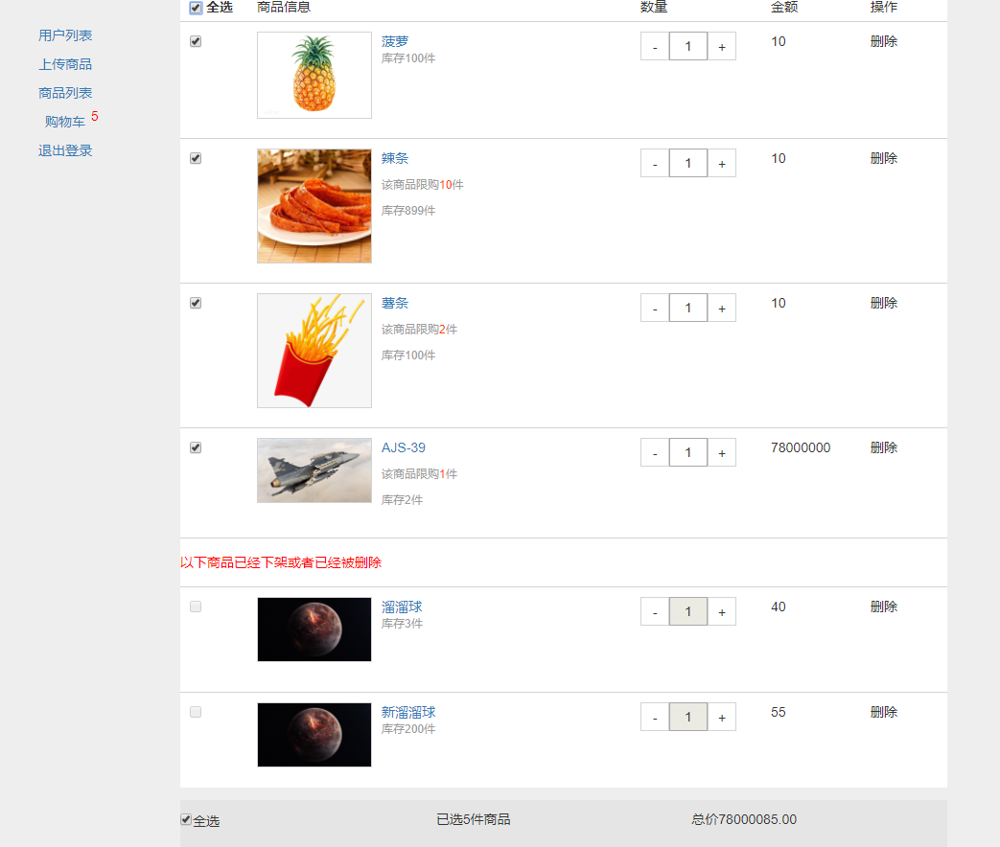 全选 商品信息 数量 金额 操作
用户列表
上传商品
商品列表
购物车 5
退出登录
菠萝 - 1 + 10 删除
库存100件
辣条 - 1 + 10 删除
该商品限购10件
库存899件
薯条 - 1 + 10 删除
该商品限购2件
库存100件
AJS-39 - 1 + 78000000 删除
该商品限购1件
库存2件
以下商品已经下架或者已经被删除
溜溜球 - 1 + 40 删除
库存3件
新溜溜球 - 1 + 55 删除
库存200件
全选 已选5件商品 总价78000085.00